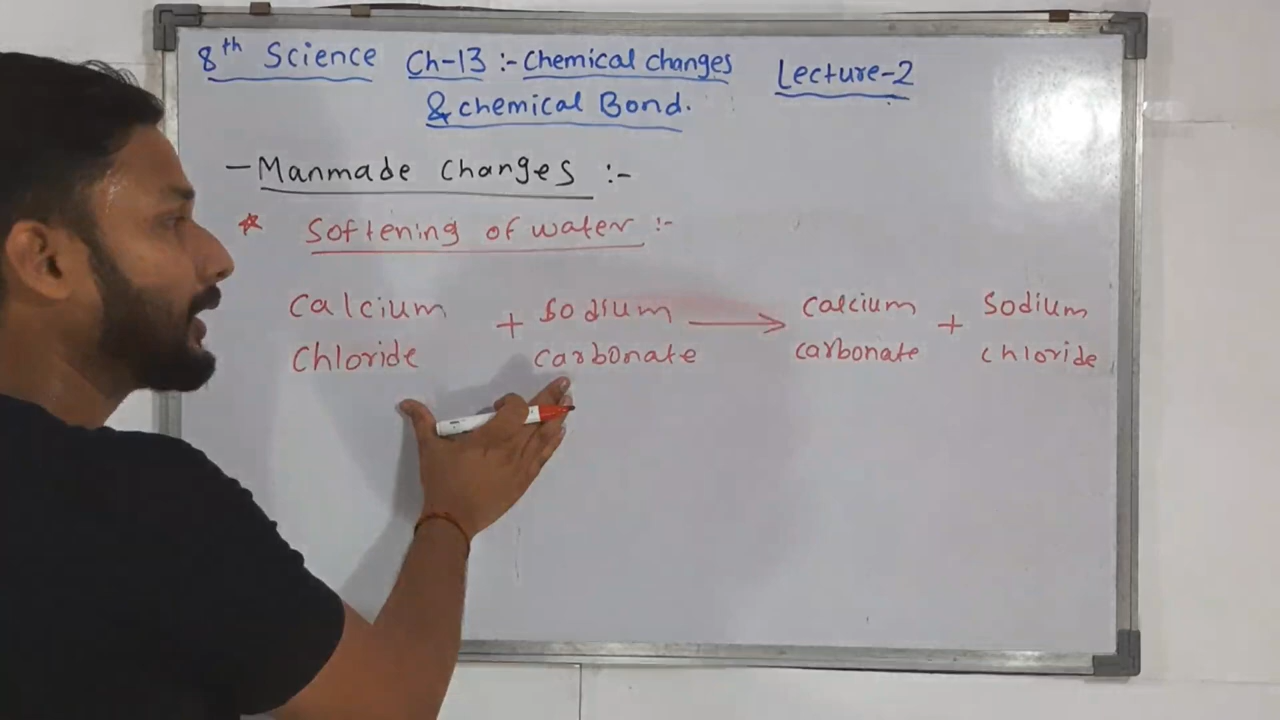 8th Science Ch-13 :- Chemical changes Lecture-2
& chemical Bond.
- Manmade changes :-
* Softening of water :-
Calcium + Sodium → Calcium + Sodium
Chloride carbonate carbonate chloride